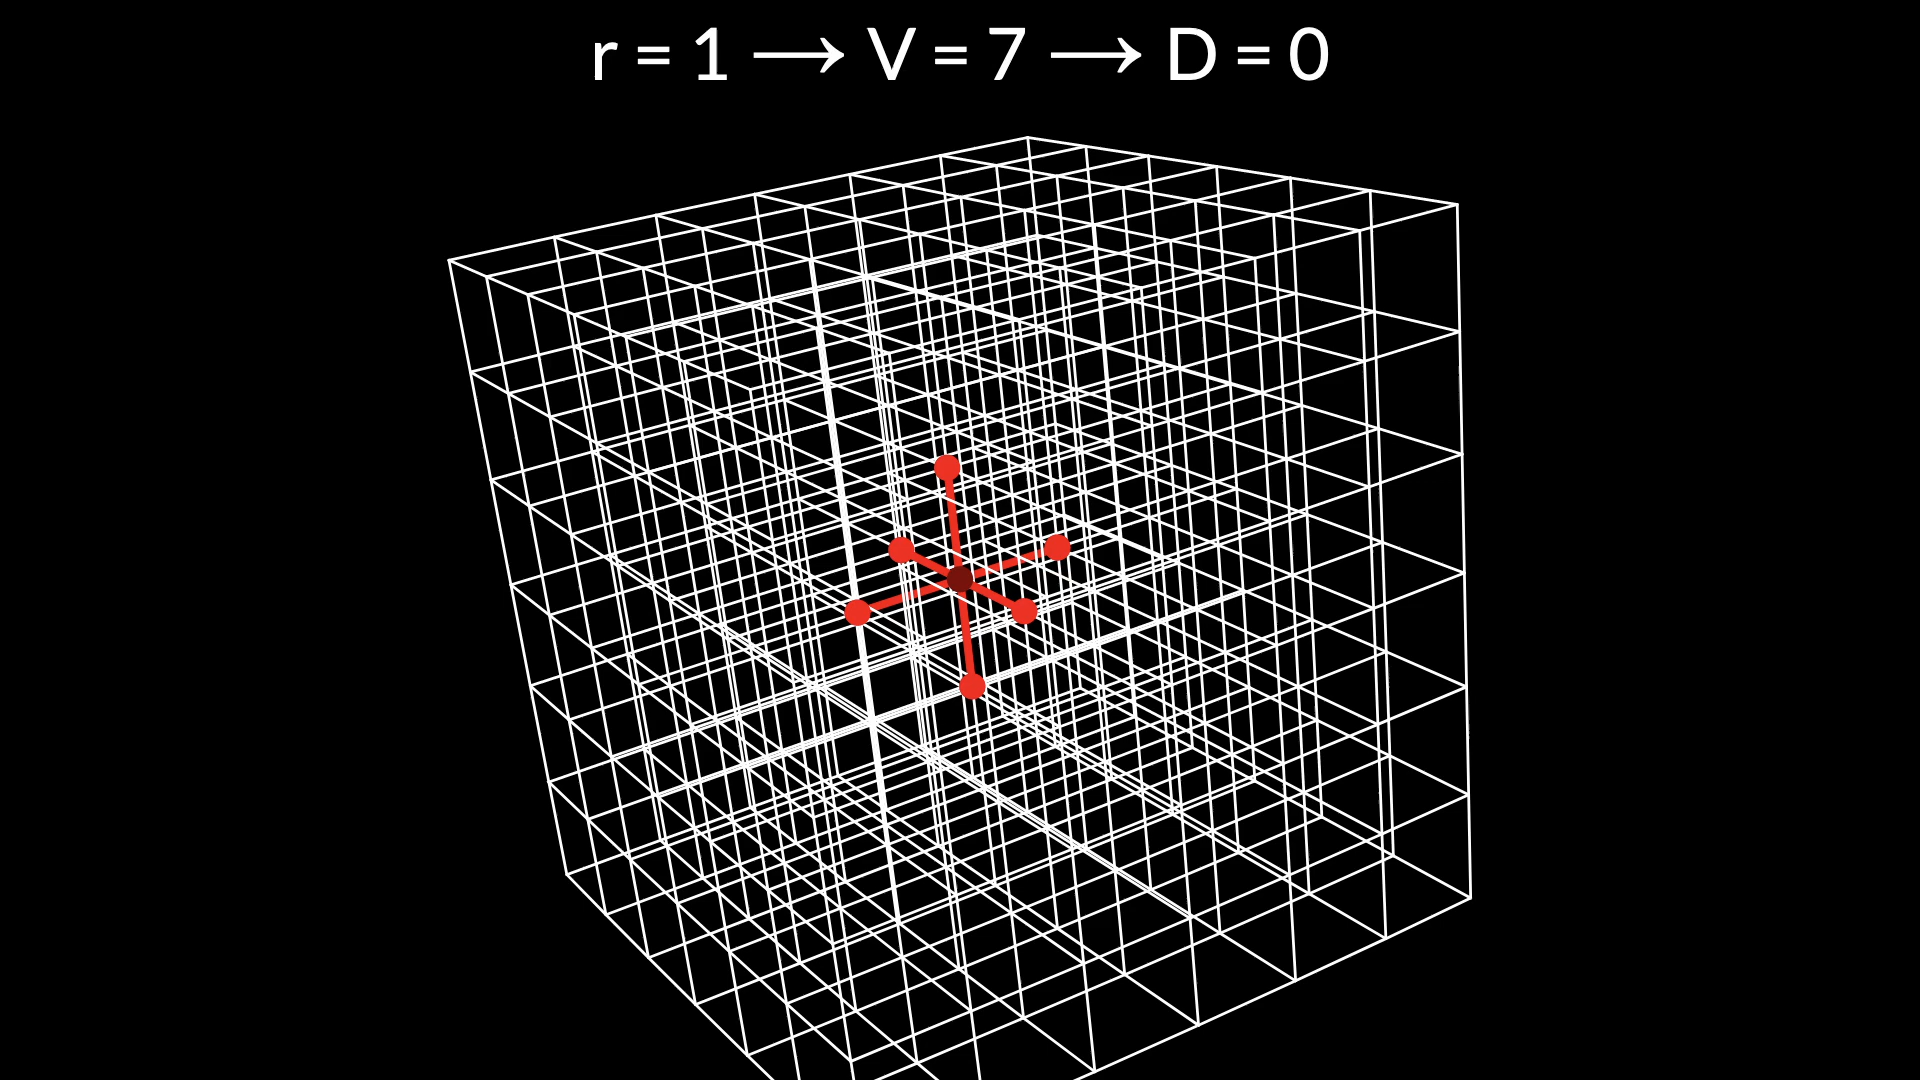 r = 1 ⟶ V = 7 ⟶ D = 0